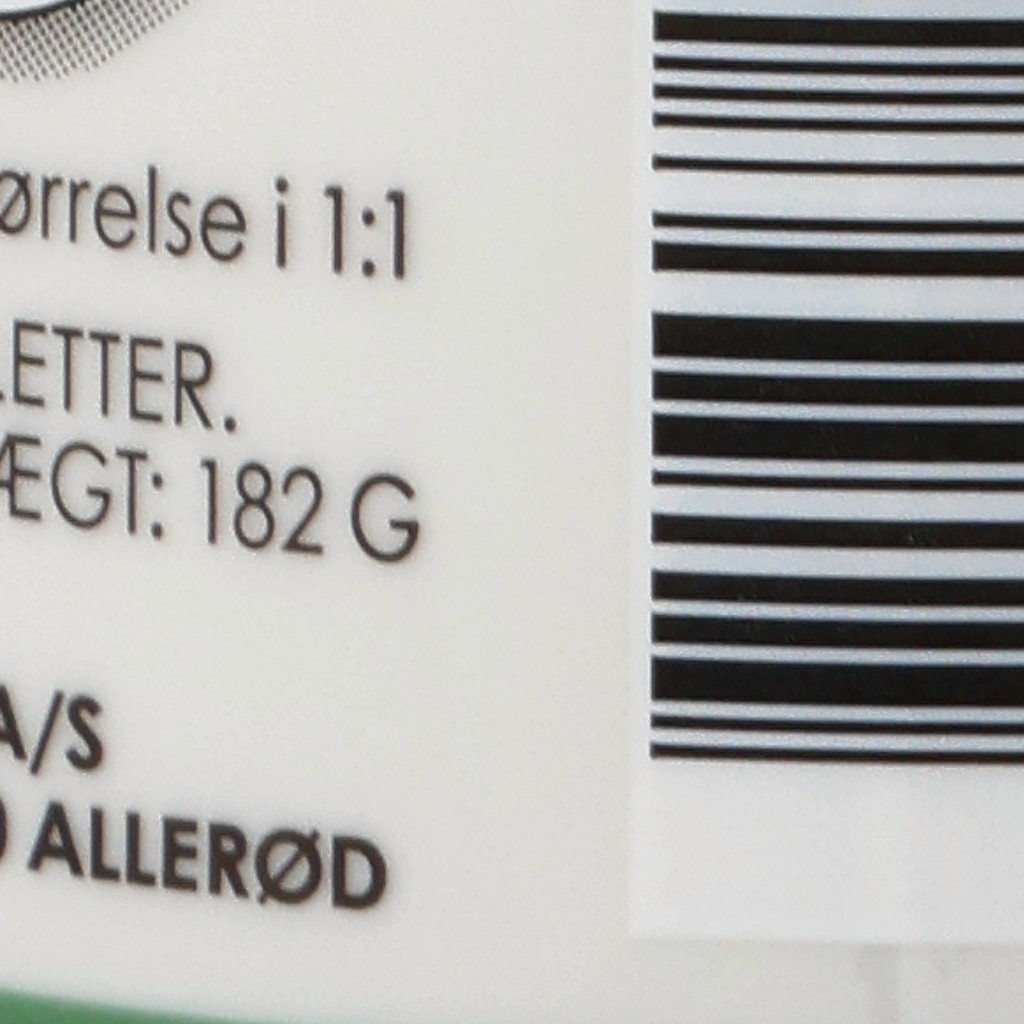 ørrelse i 1:1
LETTER.
ÆGT: 182 G
A/S
ALLERØD